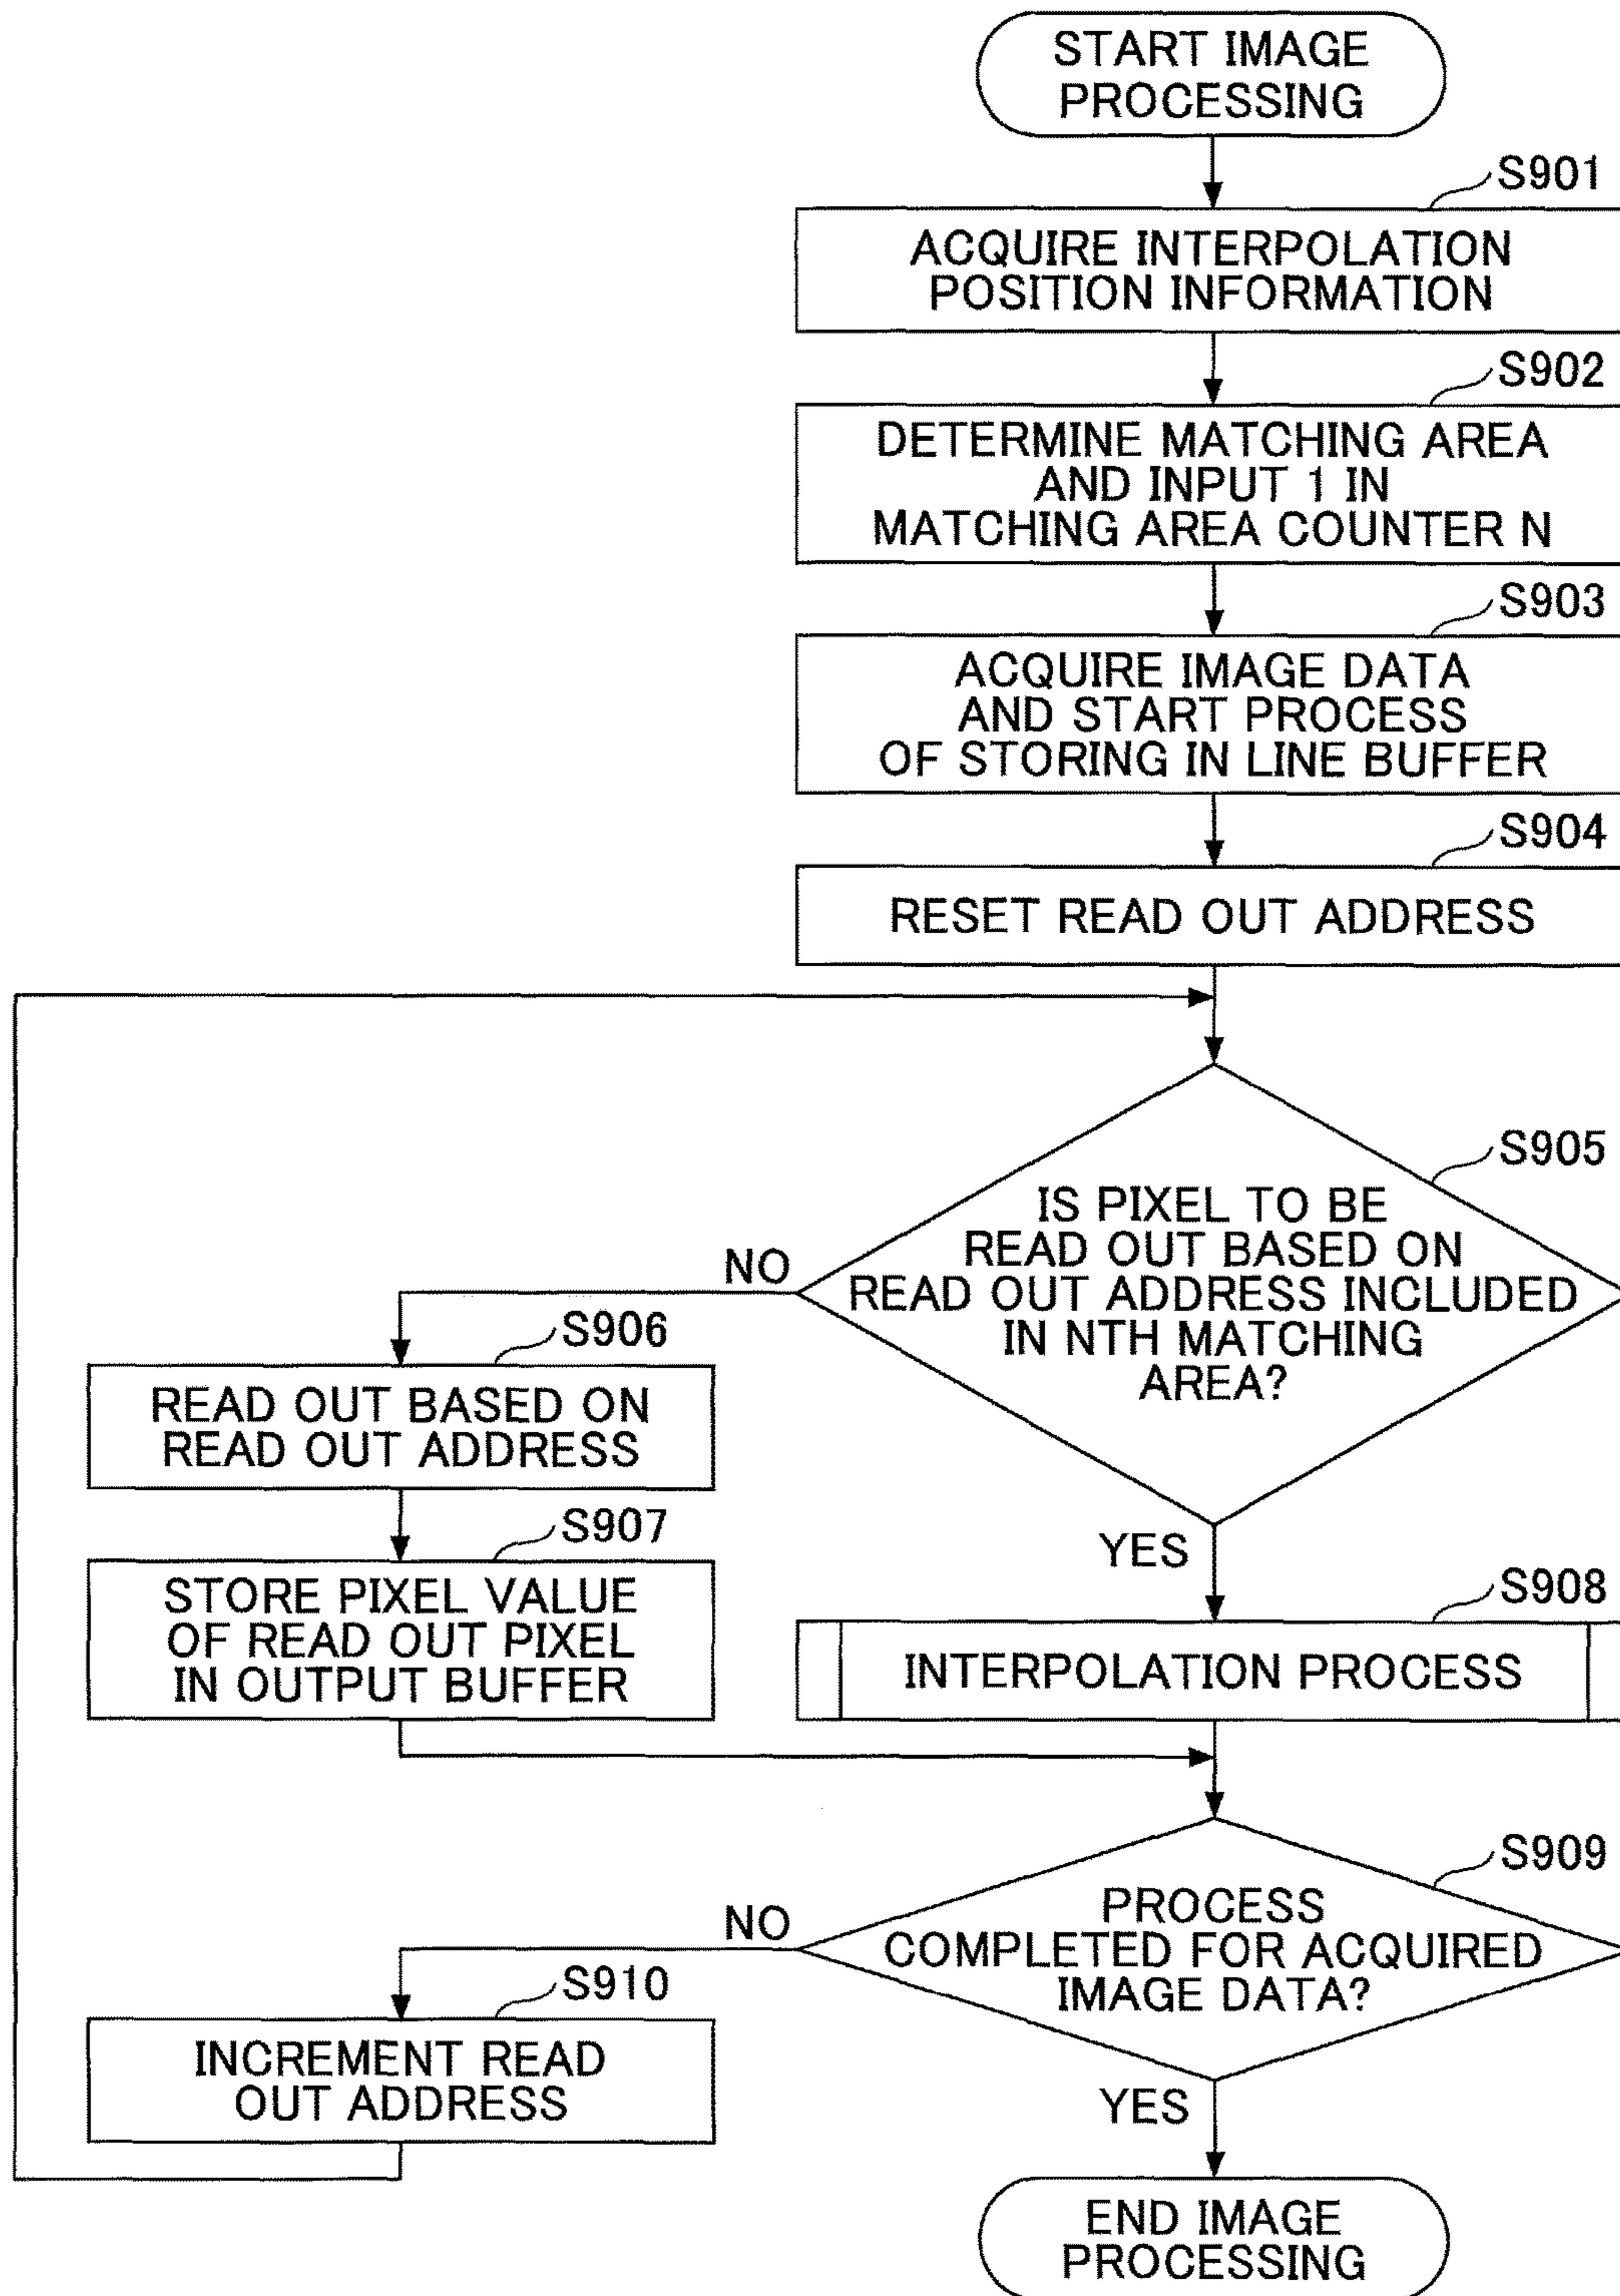 START IMAGE
PROCESSING
S901
ACQUIRE INTERPOLATION
POSITION INFORMATION
S902
DETERMINE MATCHING AREA
AND INPUT 1 IN
MATCHING AREA COUNTER N
S903
ACQUIRE IMAGE DATA
AND START PROCESS
OF STORING IN LINE BUFFER
S904
RESET READ OUT ADDRESS
S905
IS PIXEL TO BE
READ OUT BASED ON
READ OUT ADDRESS INCLUDED
IN NTH MATCHING
AREA?
NO
S906
READ OUT BASED ON
READ OUT ADDRESS
S907
STORE PIXEL VALUE
OF READ OUT PIXEL
IN OUTPUT BUFFER
YES
S908
INTERPOLATION PROCESS
S909
PROCESS
COMPLETED FOR ACQUIRED
IMAGE DATA?
NO
S910
INCREMENT READ
OUT ADDRESS
YES
END IMAGE
PROCESSING